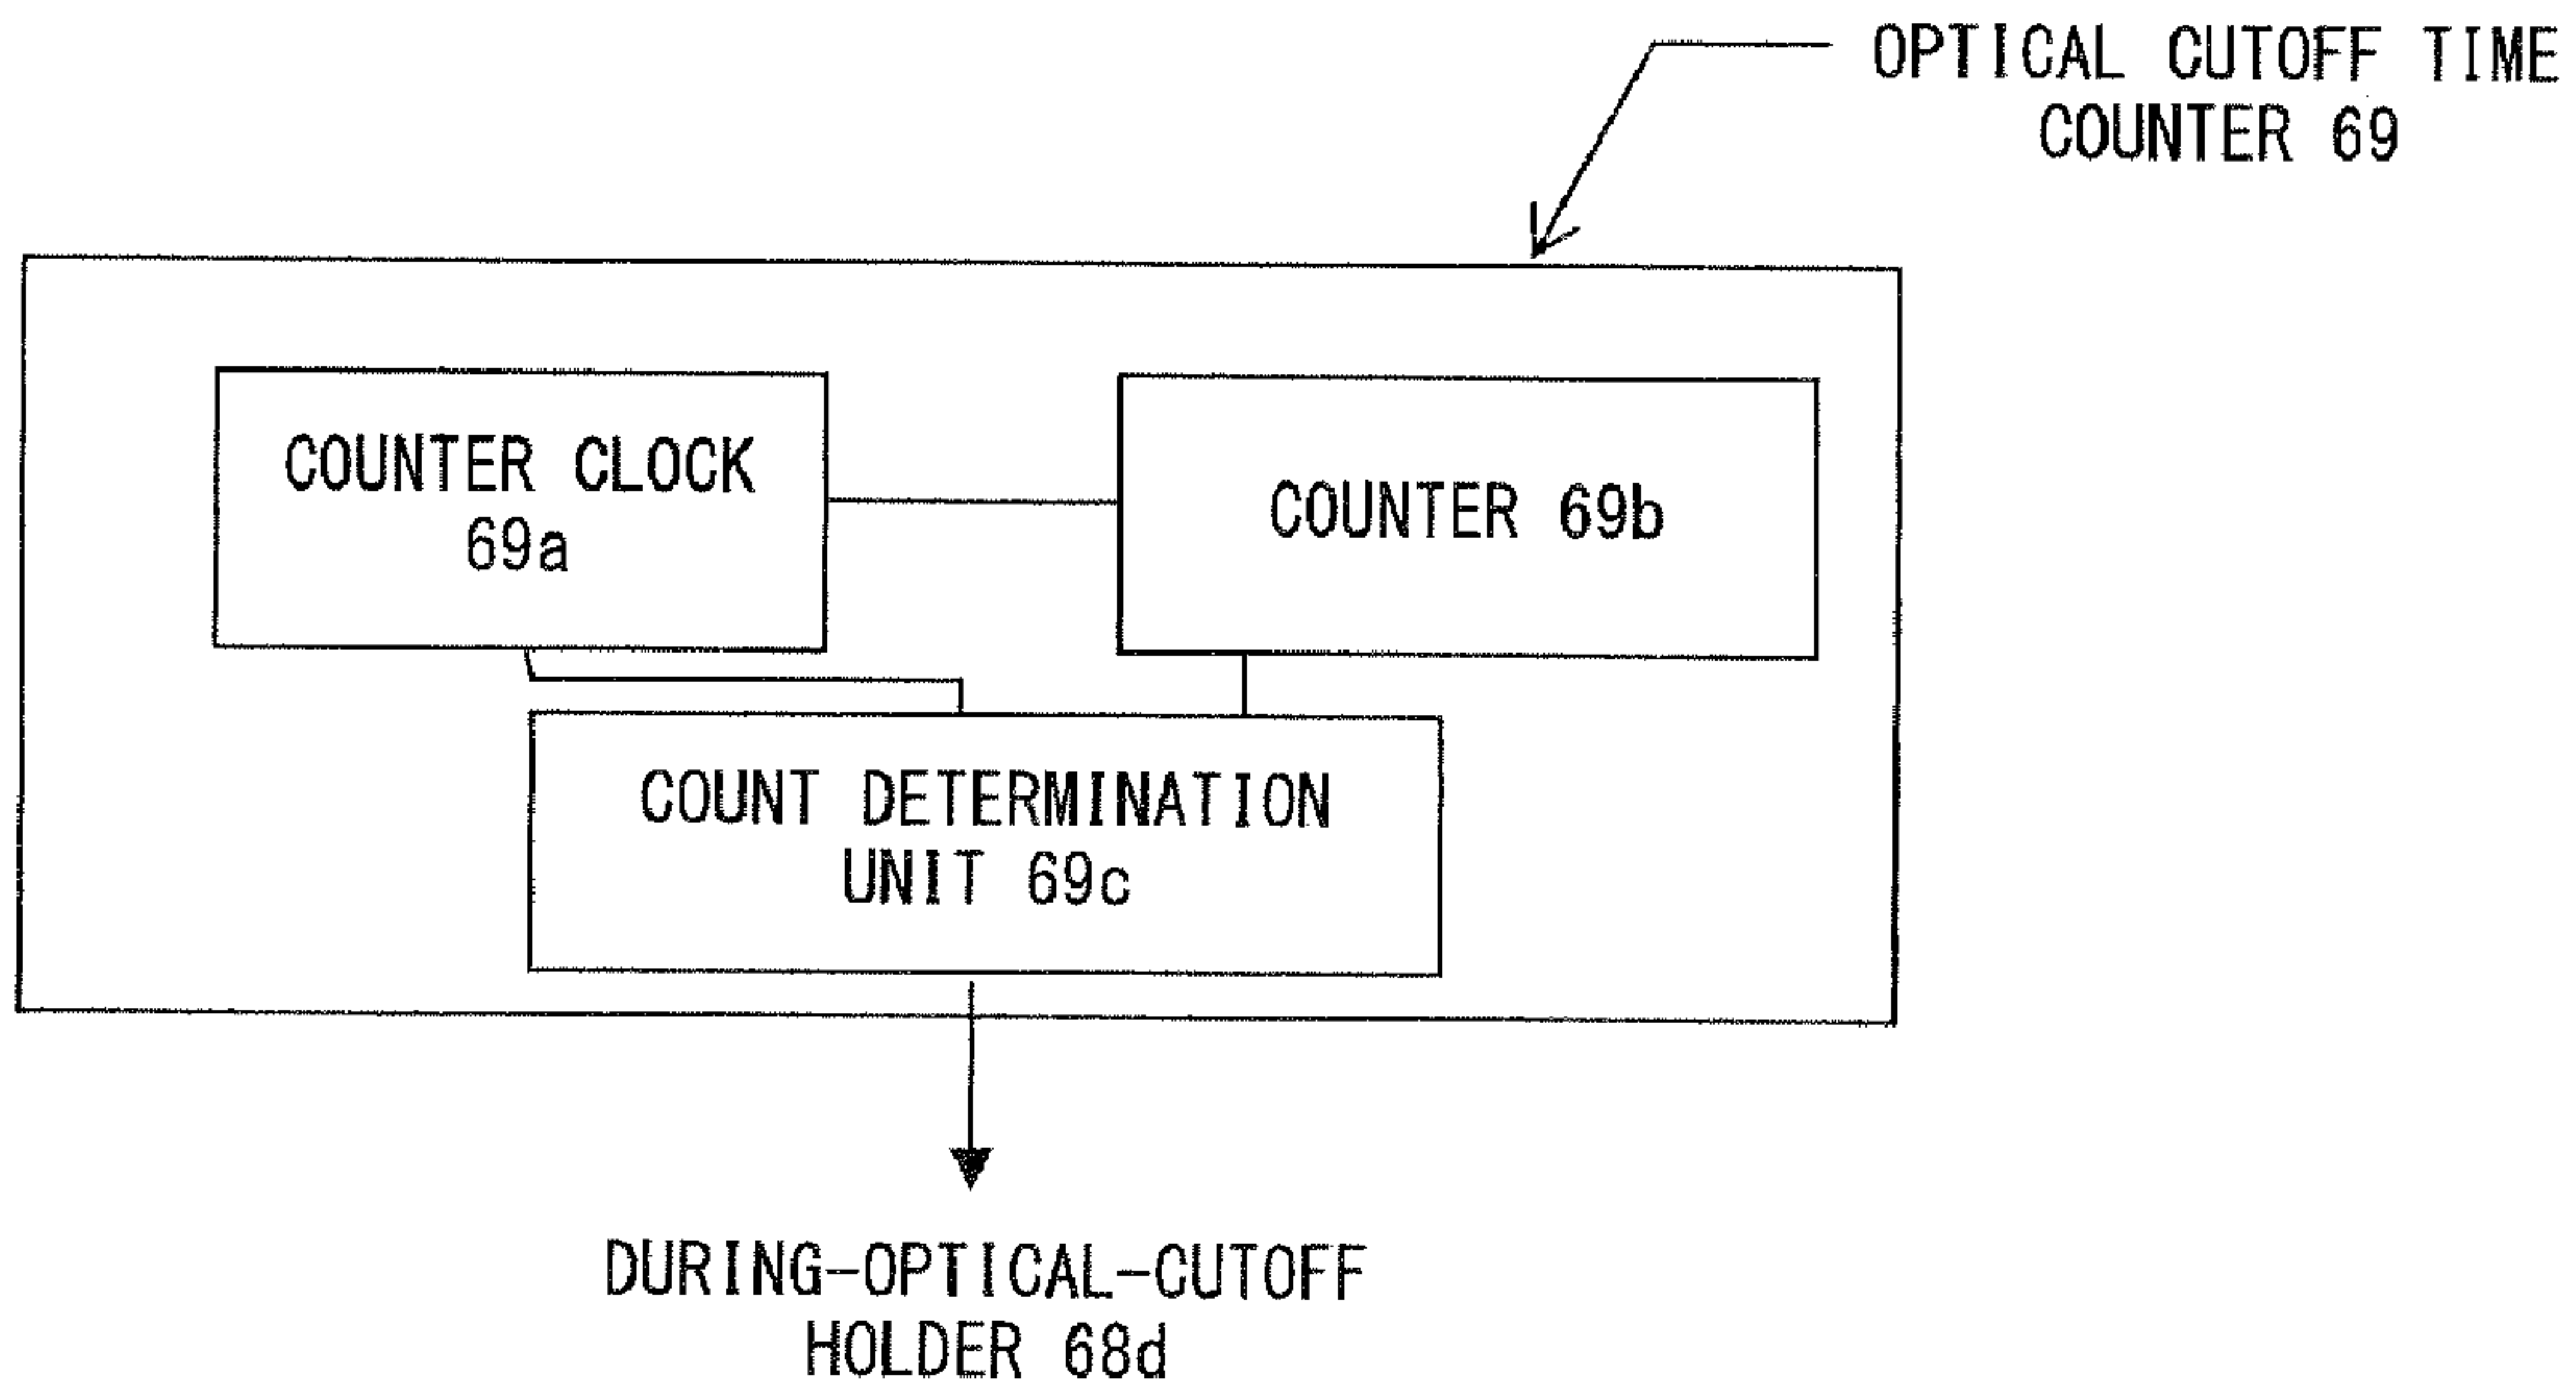 OPTICAL CUTOFF TIME
COUNTER 69
COUNTER CLOCK
69a
COUNTER 69b
COUNT DETERMINATION
UNIT 69c
DURING-OPTICAL-CUTOFF
HOLDER 68d